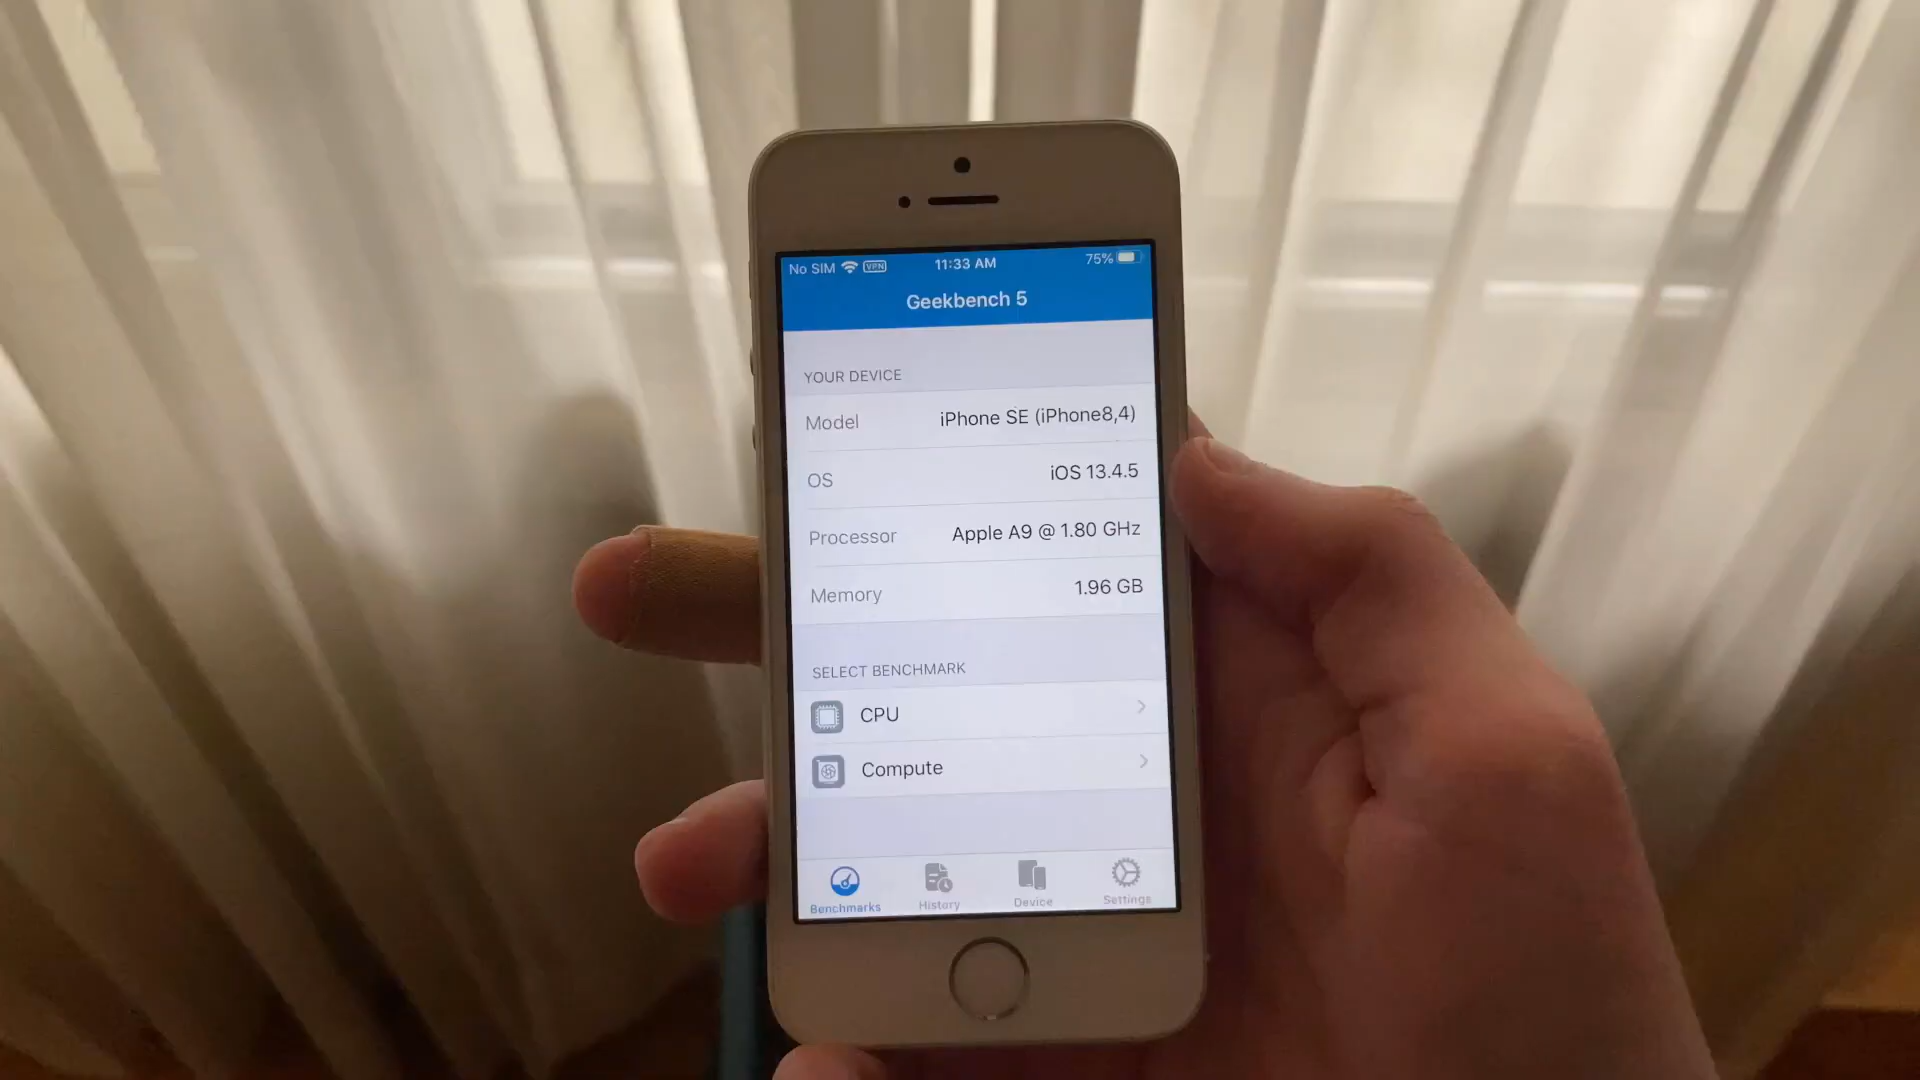 No SIM VPN 11:33 AM 75%
Geekbench 5
YOUR DEVICE
Model iPhone SE (iPhone8,4)
OS iOS 13.4.5
Processor Apple A9 @ 1.80 GHz
Memory 1.96 GB
SELECT BENCHMARK
CPU
Compute
Benchmarks History Device Settings